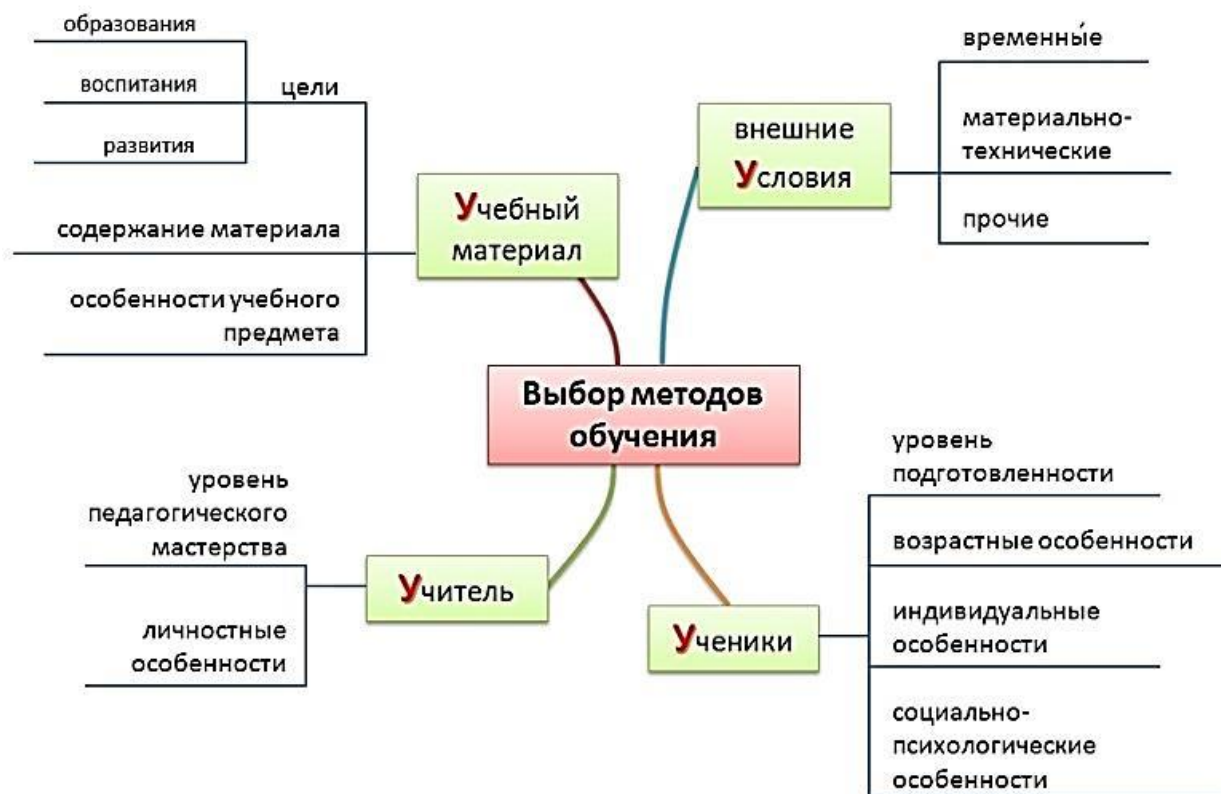 образования
воспитания
развития
цели
содержание материала
особенности учебного
предмета
Учебный
материал
внешние
Условия
временны́е
материально-
технические
прочие
Выбор методов
обучения
уровень
педагогического
мастерства
личностные
особенности
Учитель
Ученики
уровень
подготовленности
возрастные особенности
индивидуальные
особенности
социально-
психологические
особенности